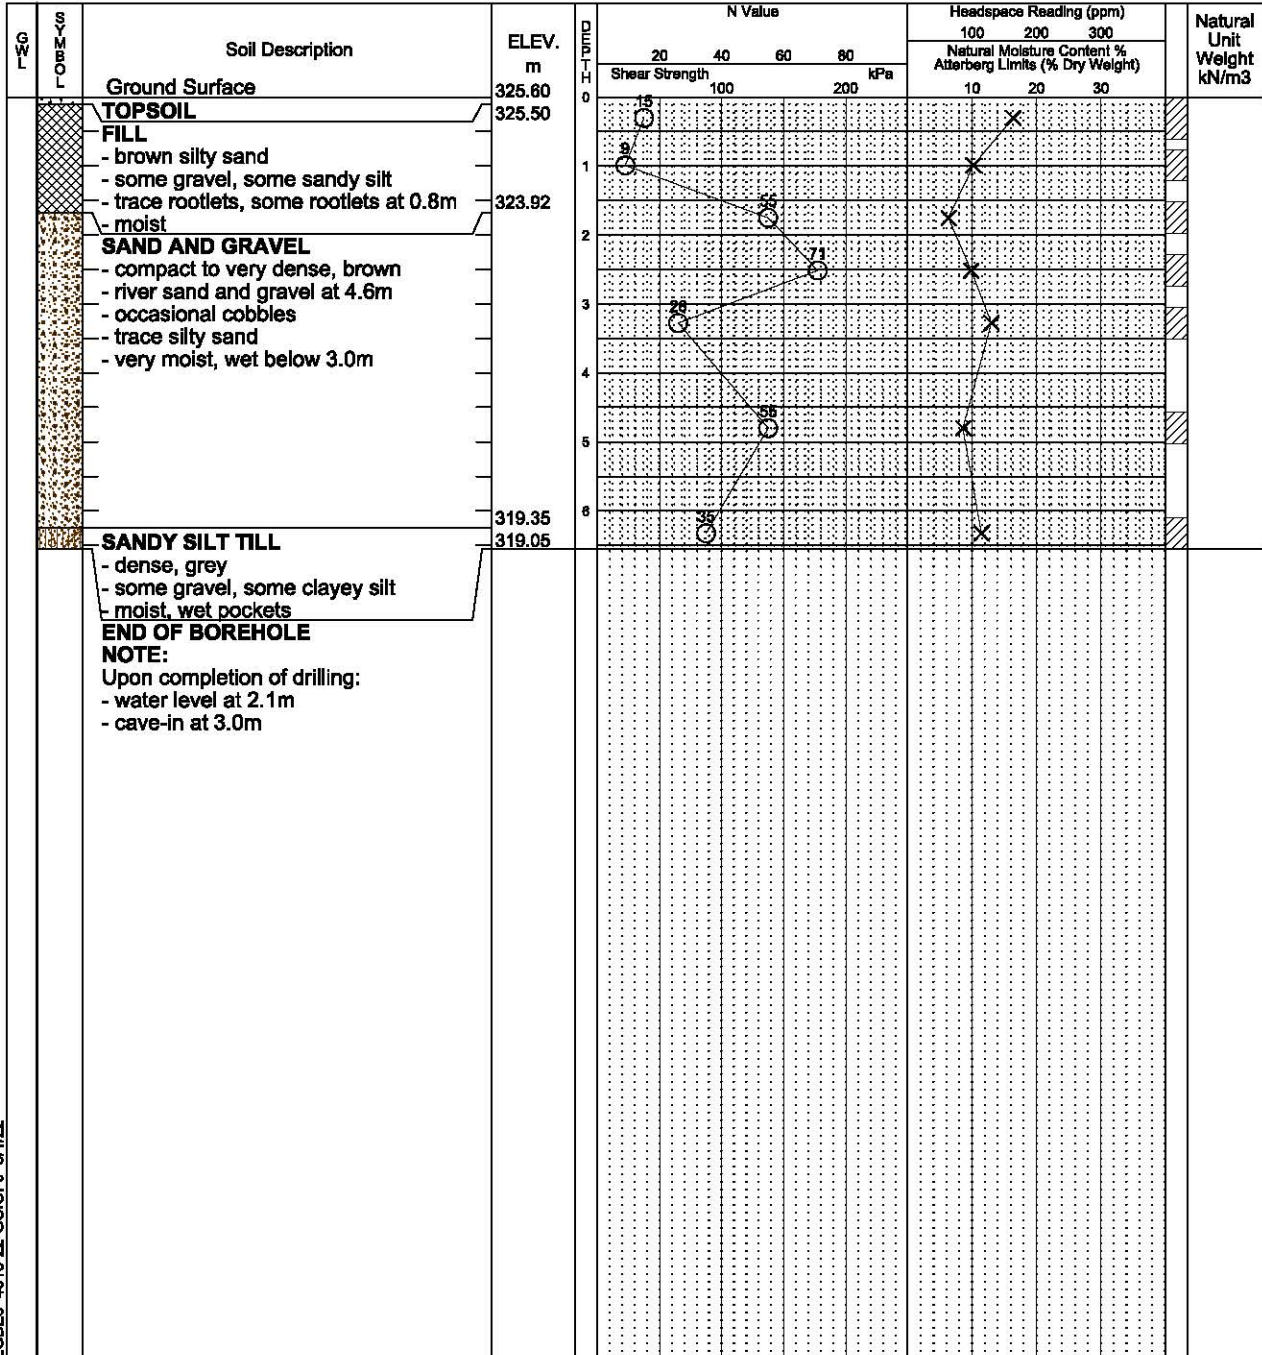 GWL
SYMBOL
Soil Description
Ground Surface
ELEV.
m
325.60
DEPTH
N Value
20 40 60 80
Shear Strength kPa
100 200
Headspace Reading (ppm)
100 200 300
Natural Moisture Content %
Atterberg Limits (% Dry Weight)
10 20 30
Natural
Unit
Weight
kN/m3
0
TOPSOIL
325.50
15
FILL
- brown silty sand
9
1
- some gravel, some sandy silt
- trace rootlets, some rootlets at 0.8m
323.92
55
- moist
2
SAND AND GRAVEL
71
- compact to very dense, brown
- river sand and gravel at 4.6m
26
3
- occasional cobbles
- trace silty sand
- very moist, wet below 3.0m
4
55
5
6
319.35
35
SANDY SILT TILL
319.05
- dense, grey
- some gravel, some clayey silt
- moist, wet pockets
END OF BOREHOLE
NOTE:
Upon completion of drilling:
- water level at 2.1m
- cave-in at 3.0m